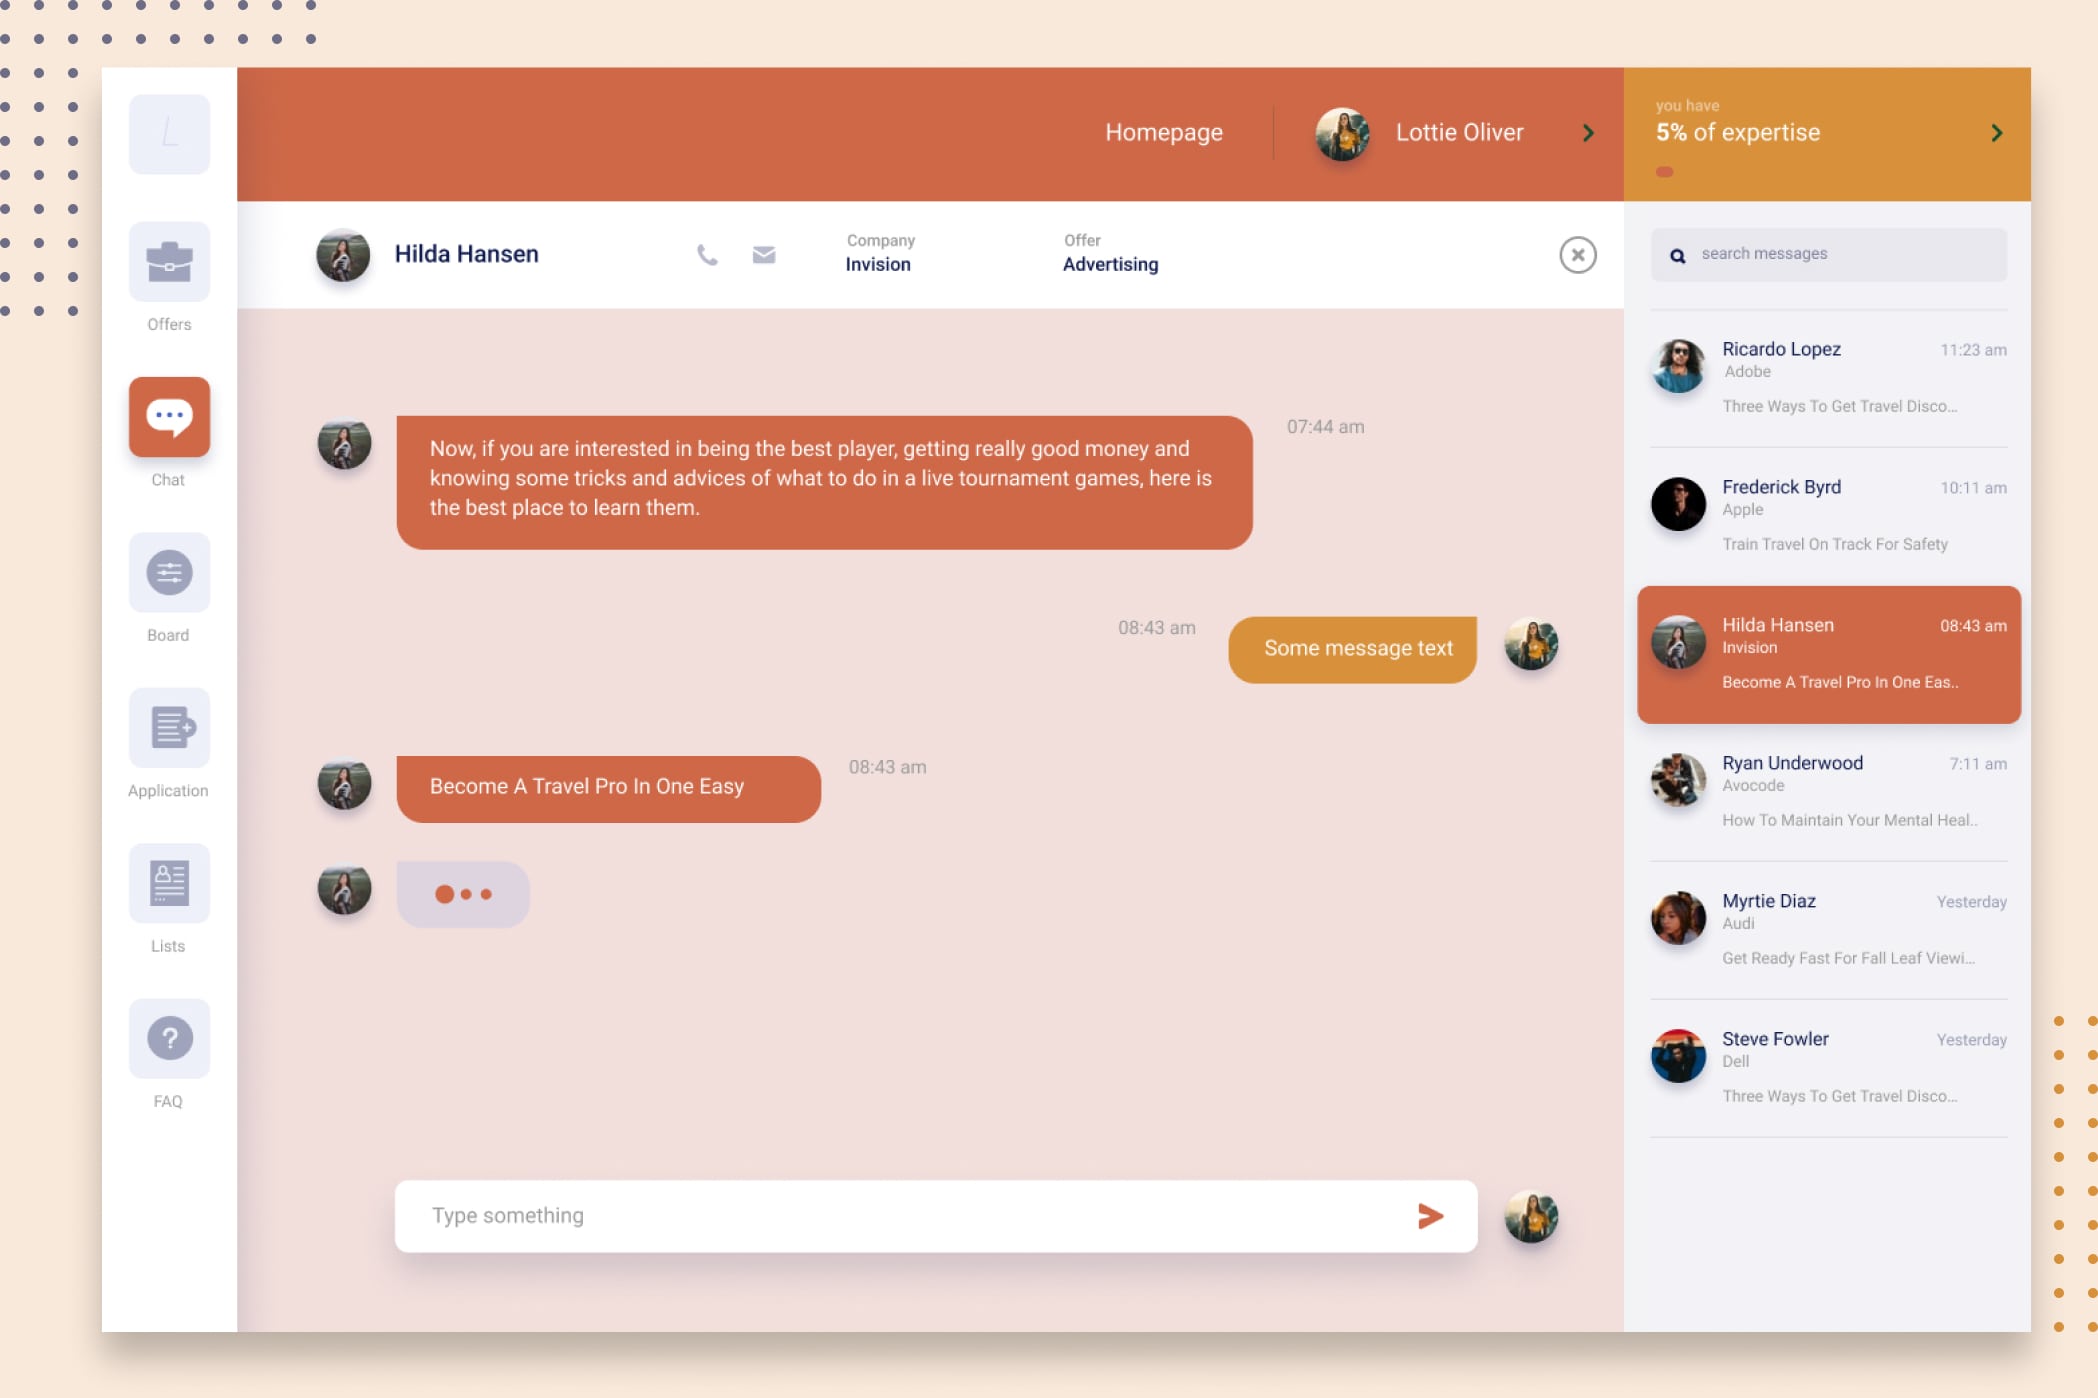 L
Offers
Chat
Board
Application
Lists
FAQ
Homepage
Lottie Oliver
you have
5% of expertise
Hilda Hansen
Company
Invision
Offer
Advertising
Now, if you are interested in being the best player, getting really good money and
knowing some tricks and advices of what to do in a live tournament games, here is
the best place to learn them.
07:44 am
08:43 am
Some message text
Become A Travel Pro In One Easy
08:43 am
Type something
search messages
Ricardo Lopez
11:23 am
Adobe
Three Ways To Get Travel Disco...
Frederick Byrd
10:11 am
Apple
Train Travel On Track For Safety
Hilda Hansen
08:43 am
Invision
Become A Travel Pro In One Eas..
Ryan Underwood
7:11 am
Avocode
How To Maintain Your Mental Heal..
Myrtie Diaz
Yesterday
Audi
Get Ready Fast For Fall Leaf Viewi...
Steve Fowler
Yesterday
Dell
Three Ways To Get Travel Disco...